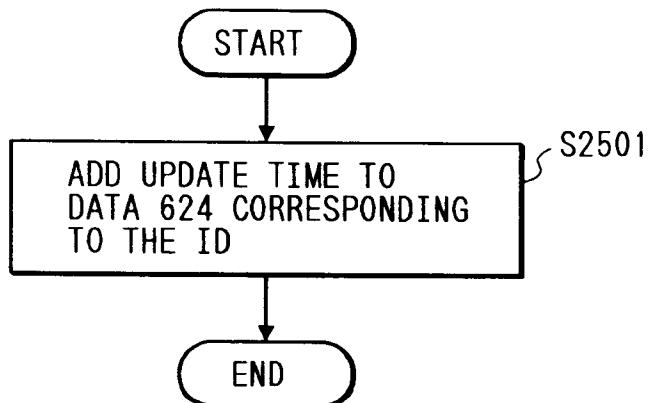 START
S2501
ADD UPDATE TIME TO
DATA 624 CORRESPONDING
TO THE ID
END